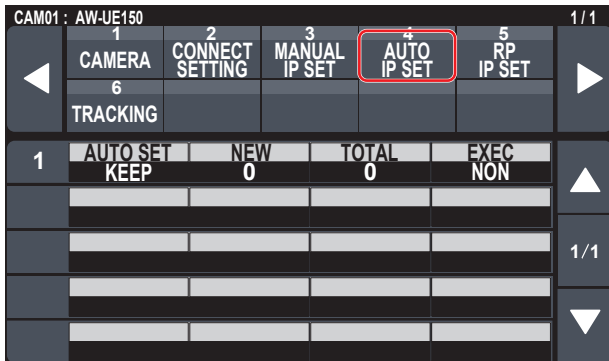 CAM01 : AW-UE150 1 / 1
1 2 3 4 5
CAMERA CONNECT SETTING MANUAL IP SET AUTO IP SET RP IP SET
6
TRACKING
1 AUTO SET NEW TOTAL EXEC
KEEP 0 0 NON
1/1